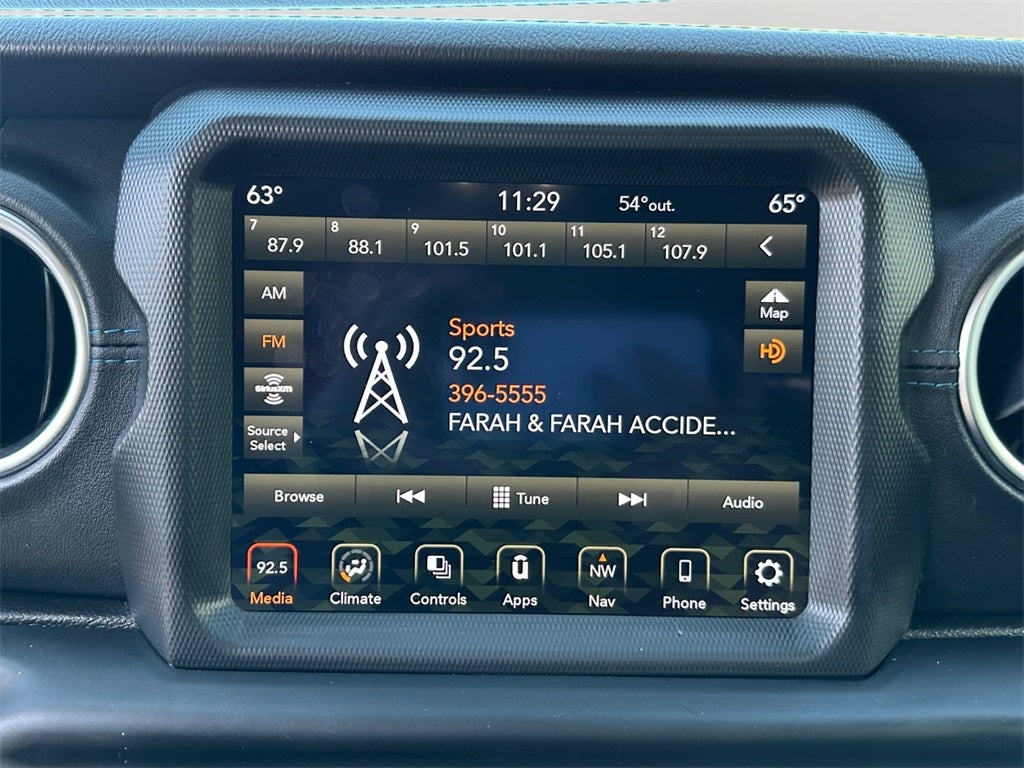 63° 11:29 54°out. 65°
7 8 9 10 11 12
87.9 88.1 101.5 101.1 105.1 107.9
AM
FM
SiriusXM
Source
Select
Map
HD
Sports
92.5
396-5555
FARAH & FARAH ACCIDE...
Browse Tune Audio
92.5 ū NW
Media Climate Controls Apps Nav Phone Settings